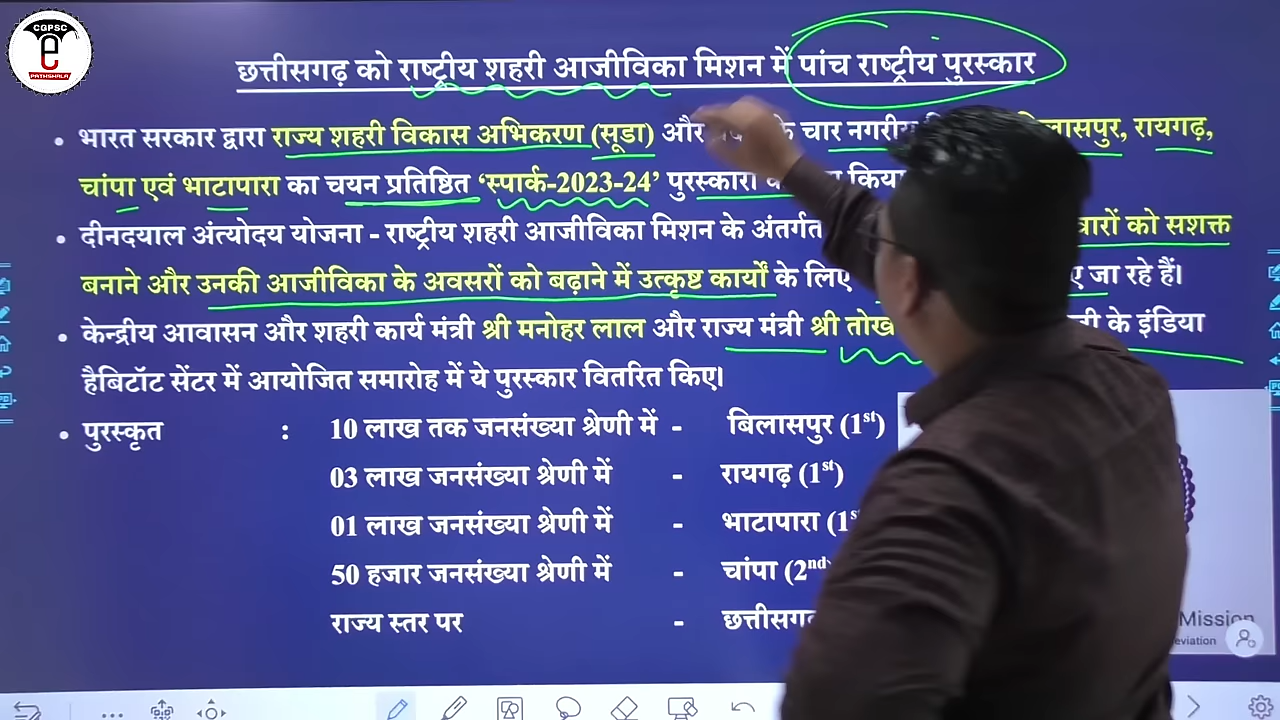 CGPSC
e
PATHSHALA
छत्तीसगढ़ को राष्ट्रीय शहरी आजीविका मिशन में पांच राष्ट्रीय पुरस्कार
• भारत सरकार द्वारा राज्य शहरी विकास अभिकरण (सूडा) और के चार नगरीय बिलासपुर, रायगढ़,
चांपा एवं भाटापारा का चयन प्रतिष्ठित ‘स्पार्क-2023-24’ पुरस्कारों किया
• दीनदयाल अंत्योदय योजना - राष्ट्रीय शहरी आजीविका मिशन के अंतर्गत को सशक्त
बनाने और उनकी आजीविका के अवसरों को बढ़ाने में उत्कृष्ट कार्यों के लिए जा रहे हैं।
• केन्द्रीय आवासन और शहरी कार्य मंत्री श्री मनोहर लाल और राज्य मंत्री श्री के इंडिया
हैबिटॉट सेंटर में आयोजित समारोह में ये पुरस्कार वितरित किए।
• पुरस्कृत : 10 लाख तक जनसंख्या श्रेणी में - बिलासपुर (1st)
03 लाख जनसंख्या श्रेणी में - रायगढ़ (1st)
01 लाख जनसंख्या श्रेणी में - भाटापारा
50 हजार जनसंख्या श्रेणी में - चांपा (2nd)
राज्य स्तर पर -
Mission